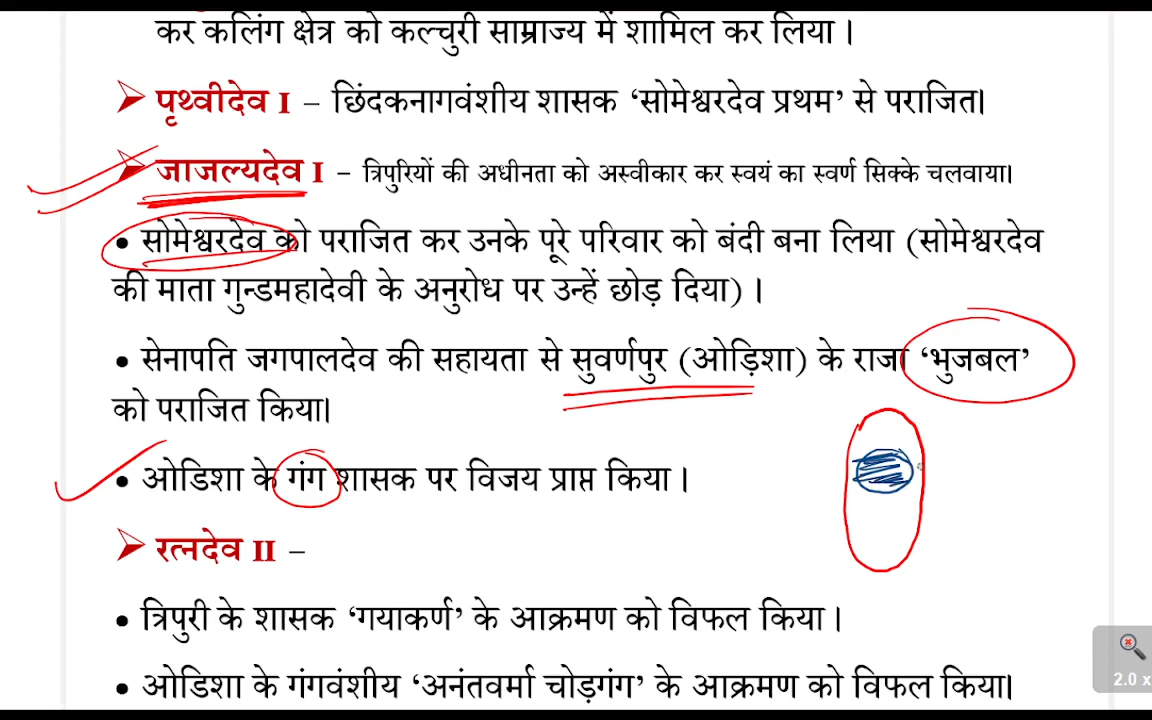 कर कलिंग क्षेत्र को कल्चुरी साम्राज्य में शामिल कर लिया ।
➢ पृथ्वीदेव I – छिंदकनागवंशीय शासक ‘सोमेश्वरदेव प्रथम’ से पराजित।
➢ जाजल्यदेव I – त्रिपुरियों की अधीनता को अस्वीकार कर स्वयं का स्वर्ण सिक्के चलवाया।
• सोमेश्वरदेव को पराजित कर उनके पूरे परिवार को बंदी बना लिया (सोमेश्वरदेव
की माता गुन्डमहादेवी के अनुरोध पर उन्हें छोड़ दिया) ।
• सेनापति जगपालदेव की सहायता से सुवर्णपुर (ओड़िशा) के राजा ‘भुजबल’
को पराजित किया।
• ओडिशा के गंग शासक पर विजय प्राप्त किया ।
➢ रत्नदेव II –
• त्रिपुरी के शासक ‘गयाकर्ण’ के आक्रमण को विफल किया ।
• ओडिशा के गंगवंशीय ‘अनंतवर्मा चोड़गंग’ के आक्रमण को विफल किया।
2.0 x